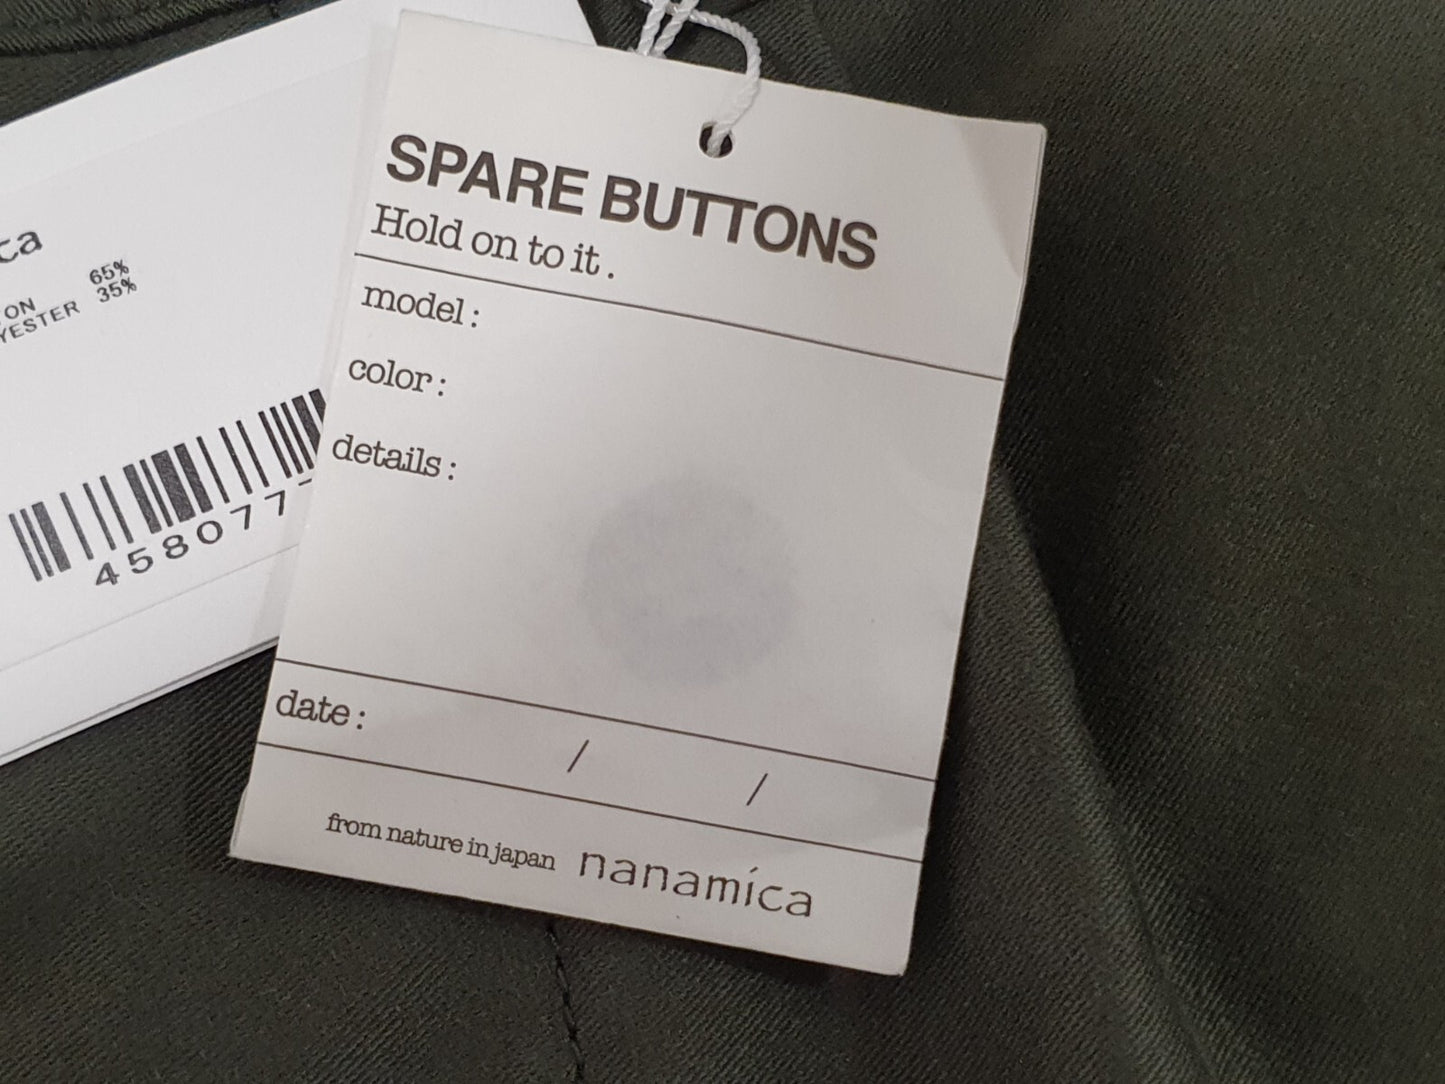 SPARE BUTTONS
Hold on to it.
model:
color:
details:
date: / /
from nature in japan nanamica
ca
ON 65%
YESTER 35%
458077